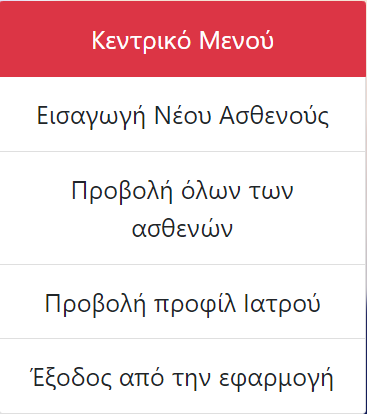 Κεντρικό Μενού
Εισαγωγή Νέου Ασθενούς
Προβολή όλων των
ασθενών
Προβολή προφίλ Ιατρού
Έξοδος από την εφαρμογή